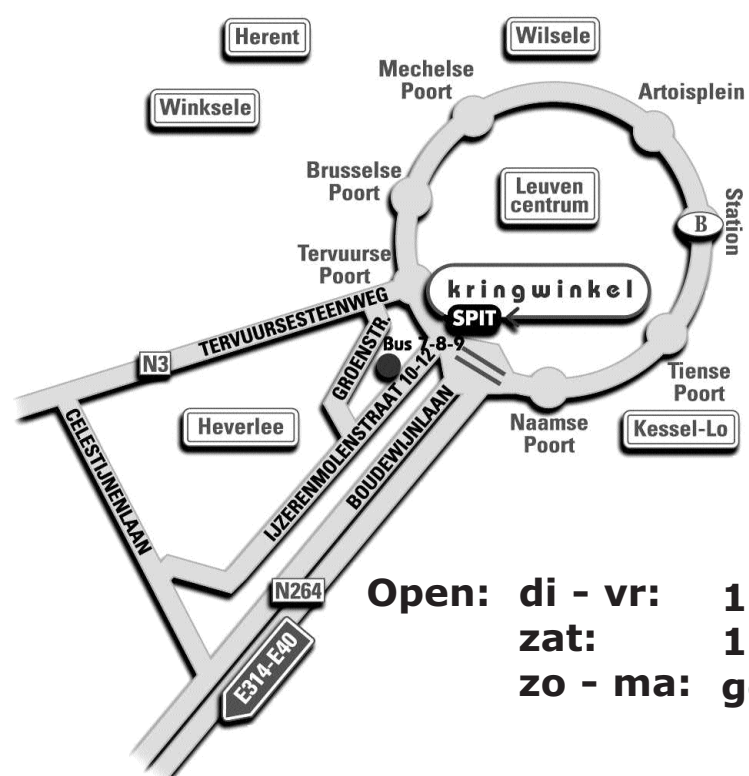 Herent
Wilsele
Mechelse
Poort
Artoisplein
Winksele
Brusselse
Poort
Leuven
centrum
Station
B
Tervuurse
Poort
kringwinkel
SPIT
TERVUURSESTEENWEG
N3
GROENSTR.
Bus 7-8-9
Tiense
Poort
Naamse
Poort
Kessel-Lo
Heverlee
CELESTIJNENLAAN
IJZERENMOLENSTRAAT 10-12
BOUDEWIJNLAAN
N264
E314-E40
Open: di - vr: 1
zat: 1
zo - ma: g